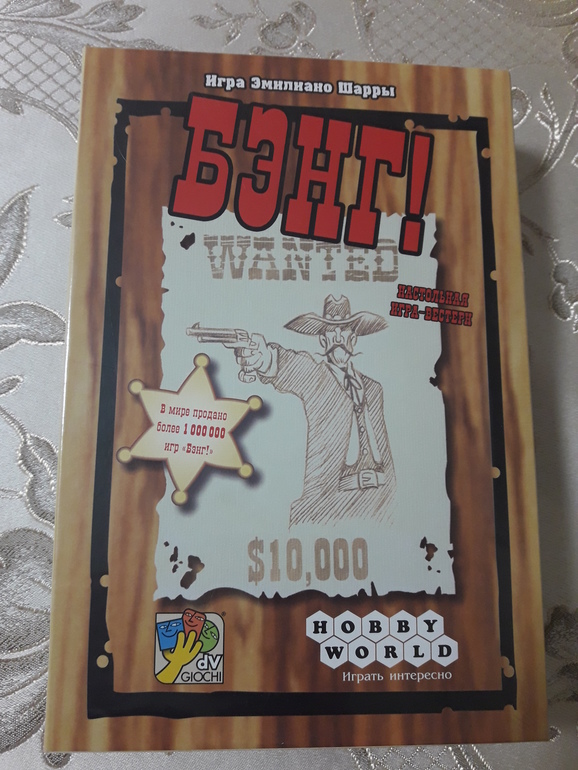 Игра Эмилиано Шарры
БЭНГ!
WANTED
НАСТОЛЬНАЯ
ИГРА-ВЕСТЕРН
В мире продано
более 1 000 000
игр «Бэнг!»
$10,000
dV
GIOCHI
HOBBY
WORLD
Играть интересно